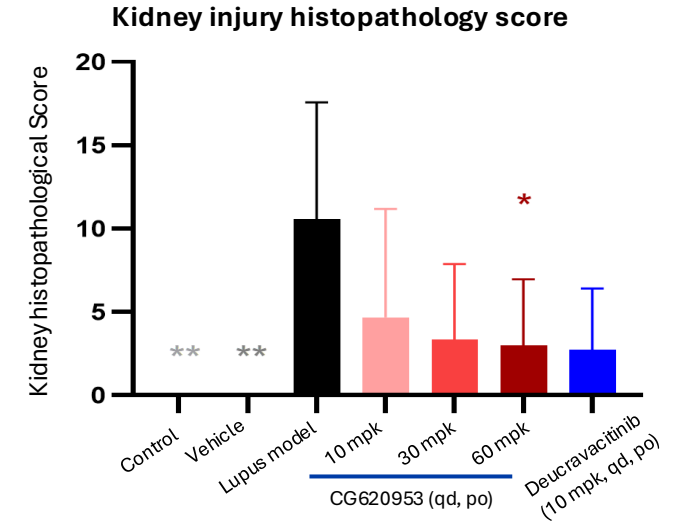 Kidney injury histopathology score
Kidney histopathological Score
20
15
10
5
0
**
**
*
Control
Vehicle
Lupus model
10 mpk
30 mpk
60 mpk
Deucravacitinib
(10 mpk, qd, po)
CG620953 (qd, po)